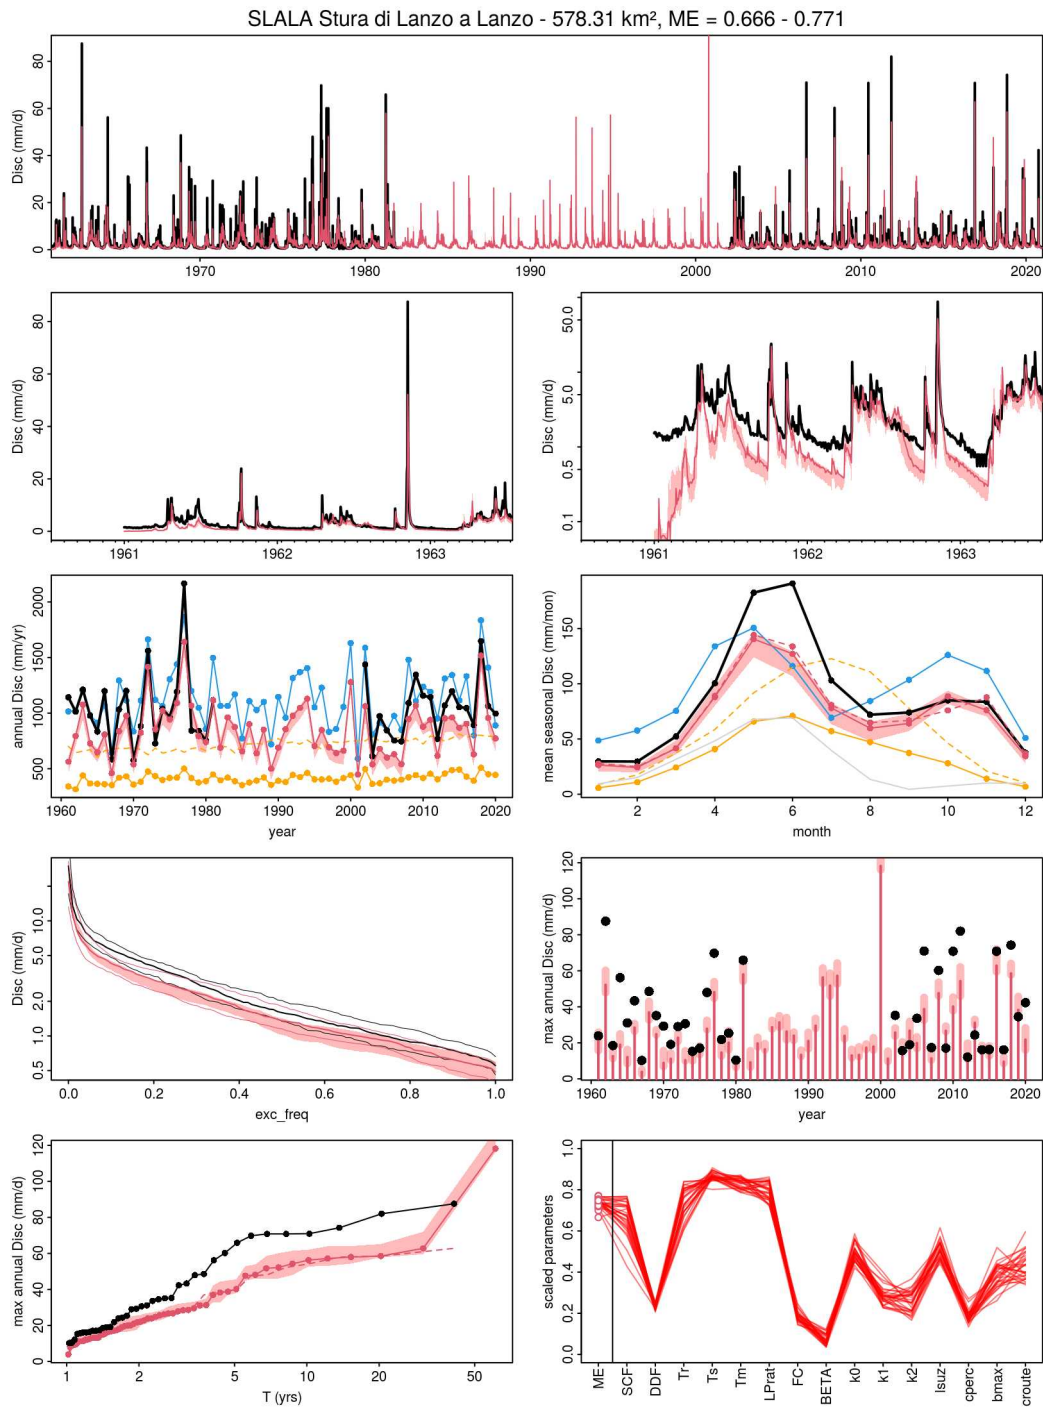 SLALA Stura di Lanzo a Lanzo - 578.31 km², ME = 0.666 - 0.771
Disc (mm/d)
0 20 40 60 80
1970 1980 1990 2000 2010 2020
Disc (mm/d)
0 20 40 60 80
1961 1962 1963
Disc (mm/d)
0.1 0.5 5.0 50.0
1961 1962 1963
annual Disc (mm/yr)
500 1000 1500 2000
1960 1970 1980 1990 2000 2010 2020
year
mean seasonal Disc (mm/mon)
0 50 100 150
2 4 6 8 10 12
month
Disc (mm/d)
0.5 1.0 2.0 5.0 10.0
0.0 0.2 0.4 0.6 0.8 1.0
exc_freq
max annual Disc (mm/d)
0 20 40 60 80 100 120
1960 1970 1980 1990 2000 2010 2020
year
max annual Disc (mm/d)
0 20 40 60 80 100 120
1 2 5 10 20 50
T (yrs)
scaled parameters
0.0 0.2 0.4 0.6 0.8 1.0
ME SCF DDF Tr Ts Tm LPrat FC BETA k0 k1 k2 lsuz cperc bmax croute